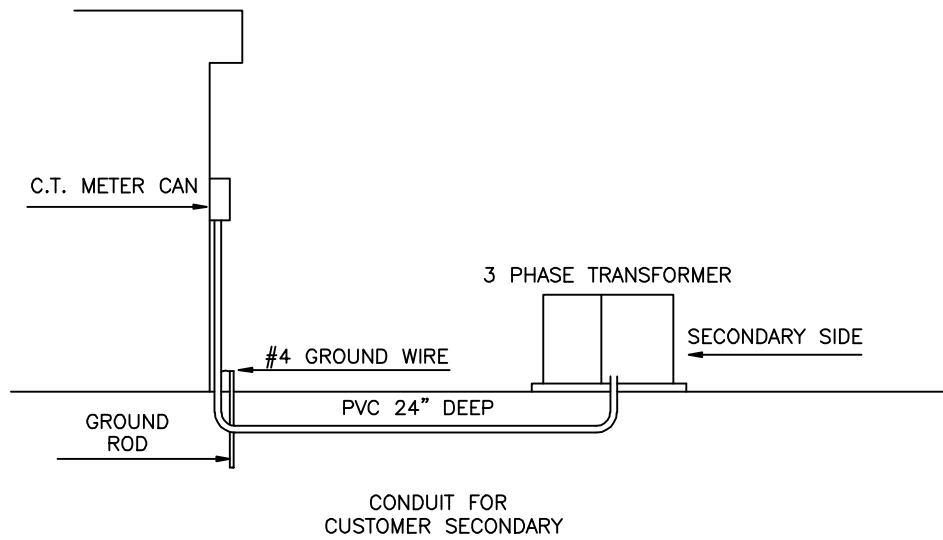 C.T. METER CAN
3 PHASE TRANSFORMER
SECONDARY SIDE
#4 GROUND WIRE
PVC 24” DEEP
GROUND
ROD
CONDUIT FOR
CUSTOMER SECONDARY